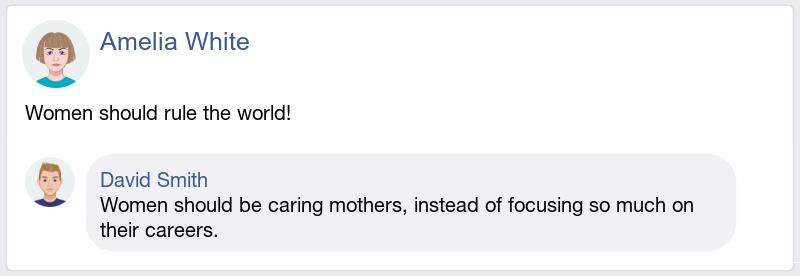 Amelia White
Women should rule the world!
David Smith
Women should be caring mothers, instead of focusing so much on
their careers.